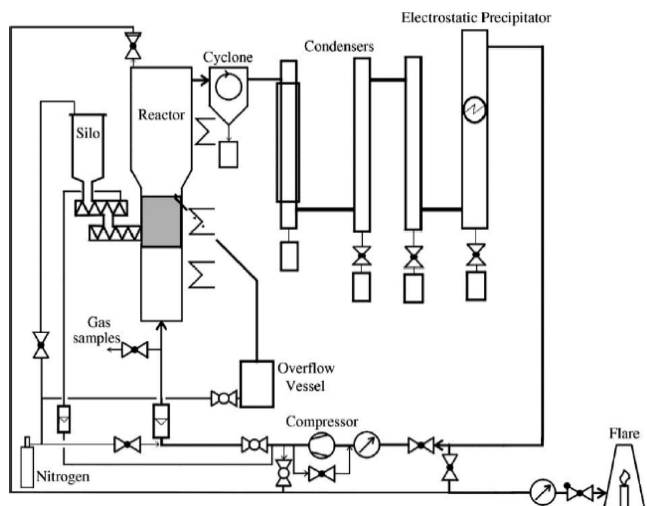 Electrostatic Precipitator
Cyclone
Condensers
Reactor
Silo
Gas
samples
Overflow
Vessel
Compressor
Flare
Nitrogen